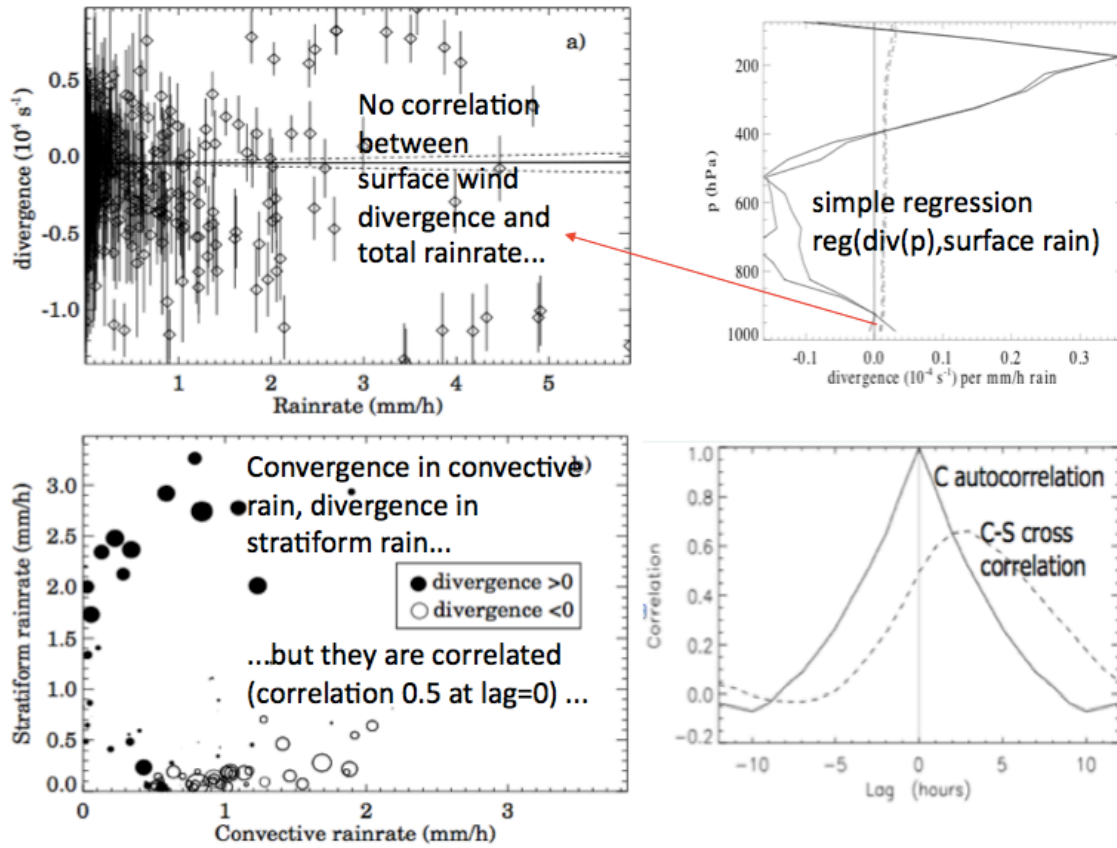 a)
divergence (10⁴ s⁻¹)
0.5
0.0
-0.5
-1.0
No correlation
between
surface wind
divergence and
total rainrate...
1 2 3 4 5
Rainrate (mm/h)
p (hPa)
200
400
600
800
1000
simple regression
reg(div(p),surface rain)
-0.1 0.0 0.1 0.2 0.3
divergence (10⁻⁴ s⁻¹) per mm/h rain
Stratiform rainrate (mm/h)
3.0
2.5
2.0
1.5
1.0
0.5
0.0
Convergence in convective
rain, divergence in
stratiform rain...
divergence >0
divergence <0
...but they are correlated
(correlation 0.5 at lag=0) ...
0 1 2 3
Convective rainrate (mm/h)
Correlation
1.0
0.8
0.6
0.4
0.2
0.0
-0.2
C autocorrelation
C-S cross
correlation
-10 -5 0 5 10
Lag (hours)